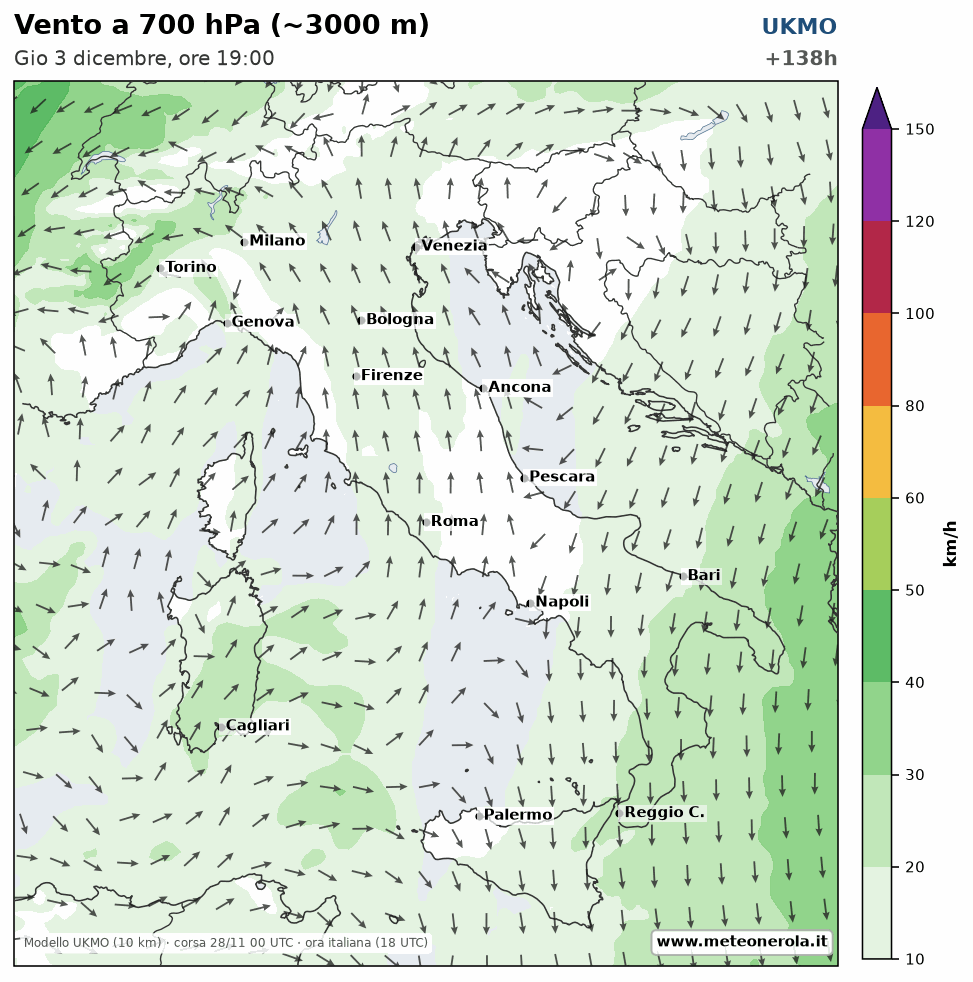 Vento a 700 hPa (~3000 m)
UKMO
Gio 3 dicembre, ore 19:00
+138h
150
120
100
80
60
50
40
30
20
10
km/h
Milano
Venezia
Torino
Genova
Bologna
Firenze
Ancona
Pescara
Roma
Bari
Napoli
Cagliari
Palermo
Reggio C.
Modello UKMO (10 km) · corsa 28/11 00 UTC · ora italiana (18 UTC)
www.meteonerola.it